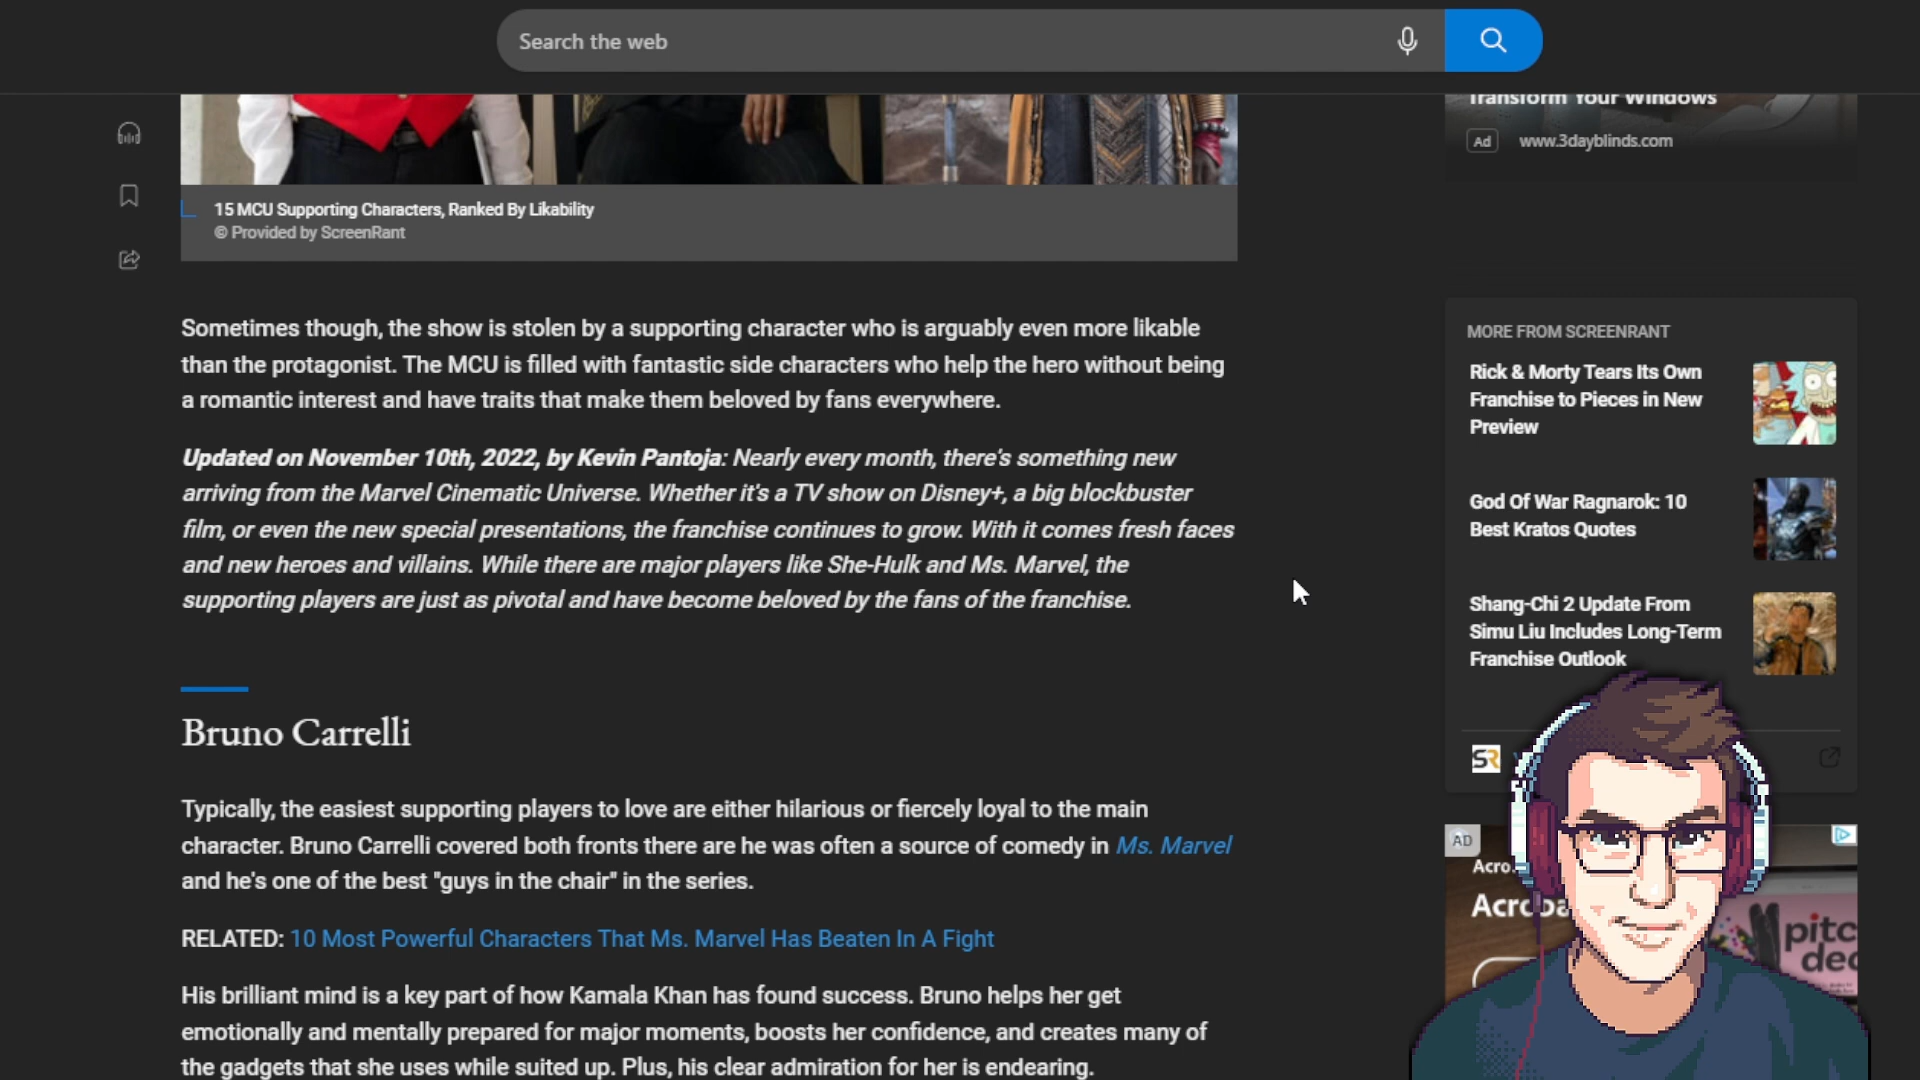 Search the web
Transform Your Windows
Ad www.3dayblinds.com
15 MCU Supporting Characters, Ranked By Likability
© Provided by ScreenRant
Sometimes though, the show is stolen by a supporting character who is arguably even more likable
than the protagonist. The MCU is filled with fantastic side characters who help the hero without being
a romantic interest and have traits that make them beloved by fans everywhere.
Updated on November 10th, 2022, by Kevin Pantoja: Nearly every month, there's something new
arriving from the Marvel Cinematic Universe. Whether it's a TV show on Disney+, a big blockbuster
film, or even the new special presentations, the franchise continues to grow. With it comes fresh faces
and new heroes and villains. While there are major players like She-Hulk and Ms. Marvel, the
supporting players are just as pivotal and have become beloved by the fans of the franchise.
Bruno Carrelli
Typically, the easiest supporting players to love are either hilarious or fiercely loyal to the main
character. Bruno Carrelli covered both fronts there are he was often a source of comedy in Ms. Marvel
and he's one of the best "guys in the chair" in the series.
RELATED: 10 Most Powerful Characters That Ms. Marvel Has Beaten In A Fight
His brilliant mind is a key part of how Kamala Khan has found success. Bruno helps her get
emotionally and mentally prepared for major moments, boosts her confidence, and creates many of
the gadgets that she uses while suited up. Plus, his clear admiration for her is endearing.
MORE FROM SCREENRANT
Rick & Morty Tears Its Own
Franchise to Pieces in New
Preview
God Of War Ragnarok: 10
Best Kratos Quotes
Shang-Chi 2 Update From
Simu Liu Includes Long-Term
Franchise Outlook
SR
AD
Acro
Acroba
pitc
dec